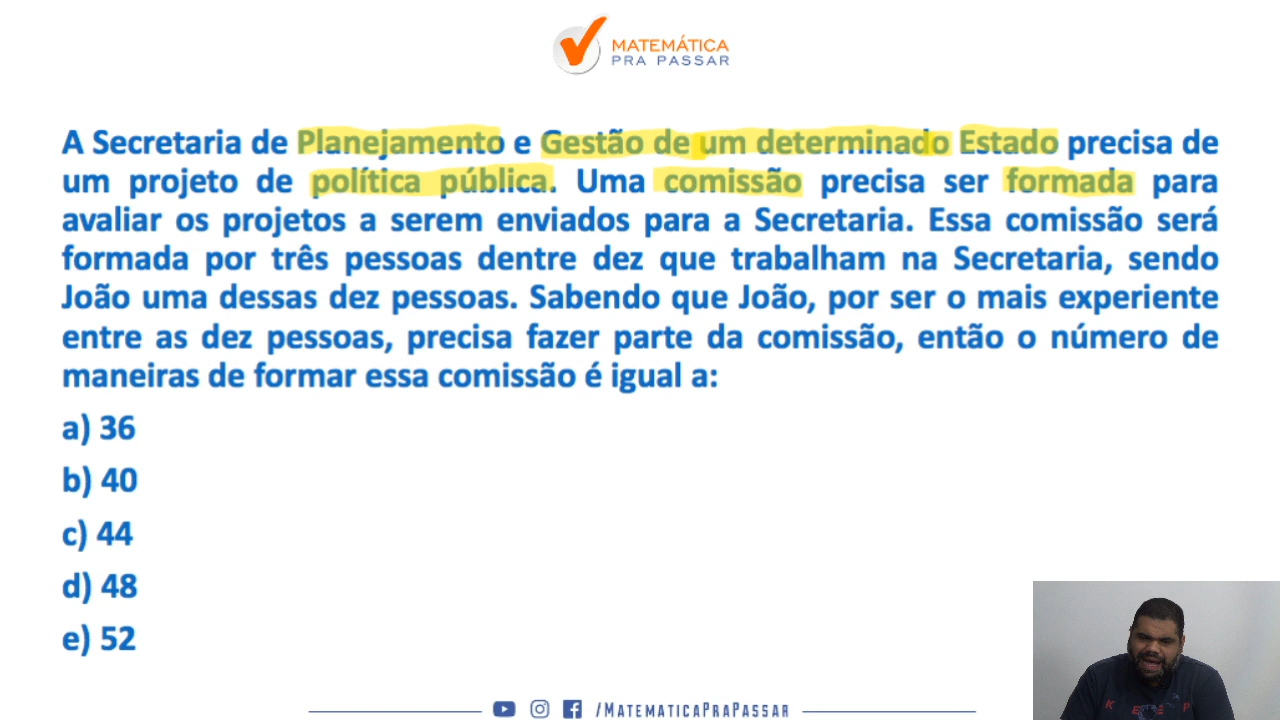 MATEMÁTICA
PRA PASSAR
A Secretaria de Planejamento e Gestão de um determinado Estado precisa de
um projeto de política pública. Uma comissão precisa ser formada para
avaliar os projetos a serem enviados para a Secretaria. Essa comissão será
formada por três pessoas dentre dez que trabalham na Secretaria, sendo
João uma dessas dez pessoas. Sabendo que João, por ser o mais experiente
entre as dez pessoas, precisa fazer parte da comissão, então o número de
maneiras de formar essa comissão é igual a:
a) 36
b) 40
c) 44
d) 48
e) 52
/MATEMATICAPRAPASSAR